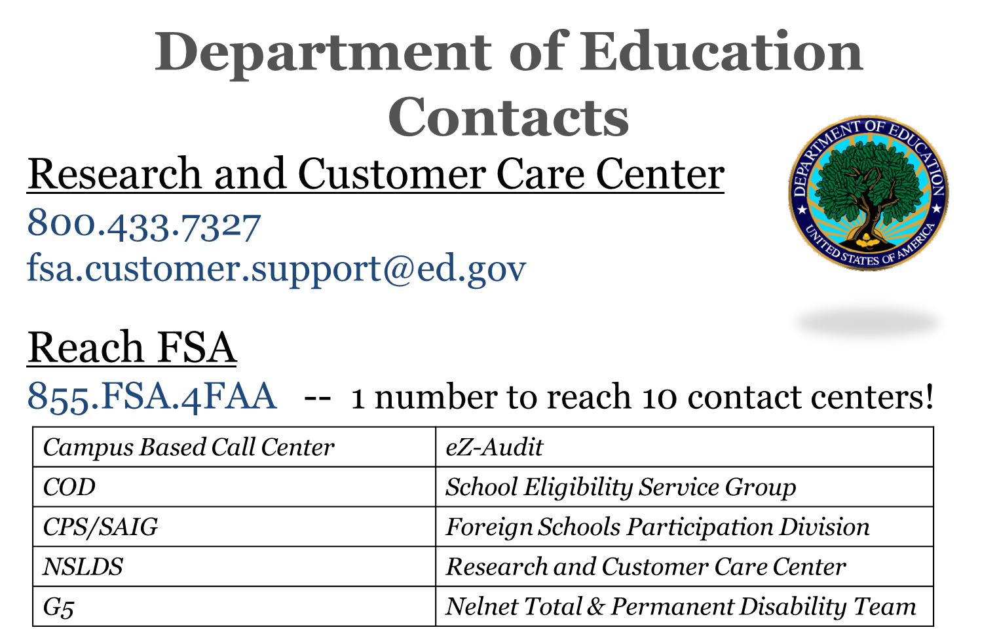 Department of Education
Contacts
DEPARTMENT OF EDUCATION
UNITED STATES OF AMERICA
Research and Customer Care Center
800.433.7327
fsa.customer.support@ed.gov
Reach FSA
855.FSA.4FAA -- 1 number to reach 10 contact centers!
Campus Based Call Center eZ-Audit
COD School Eligibility Service Group
CPS/SAIG Foreign Schools Participation Division
NSLDS Research and Customer Care Center
G5 Nelnet Total & Permanent Disability Team